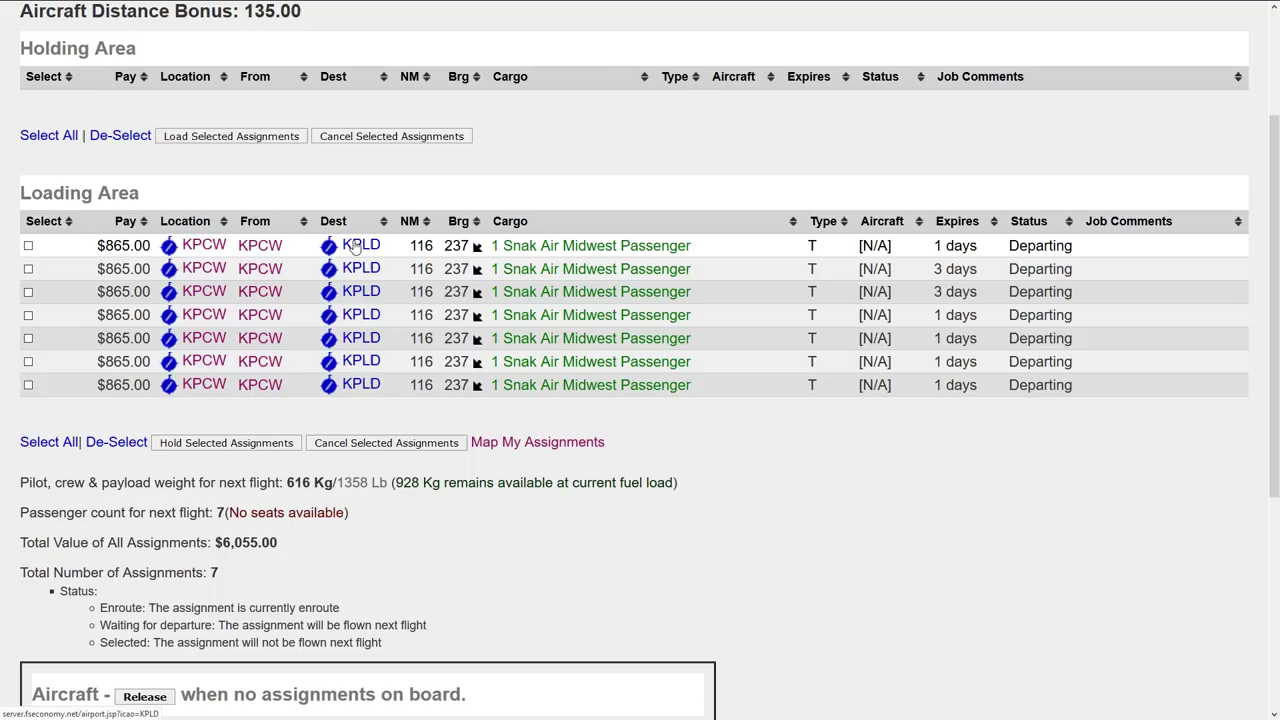 Aircraft Distance Bonus: 135.00
Holding Area
Select Pay Location From Dest NM Brg Cargo Type Aircraft Expires Status Job Comments
Select All | De-Select Load Selected Assignments Cancel Selected Assignments
Loading Area
Select Pay Location From Dest NM Brg Cargo Type Aircraft Expires Status Job Comments
$865.00 KPCW KPCW KPLD 116 237 1 Snak Air Midwest Passenger T [N/A] 1 days Departing
$865.00 KPCW KPCW KPLD 116 237 1 Snak Air Midwest Passenger T [N/A] 3 days Departing
$865.00 KPCW KPCW KPLD 116 237 1 Snak Air Midwest Passenger T [N/A] 3 days Departing
$865.00 KPCW KPCW KPLD 116 237 1 Snak Air Midwest Passenger T [N/A] 1 days Departing
$865.00 KPCW KPCW KPLD 116 237 1 Snak Air Midwest Passenger T [N/A] 1 days Departing
$865.00 KPCW KPCW KPLD 116 237 1 Snak Air Midwest Passenger T [N/A] 1 days Departing
$865.00 KPCW KPCW KPLD 116 237 1 Snak Air Midwest Passenger T [N/A] 1 days Departing
Select All| De-Select Hold Selected Assignments Cancel Selected Assignments Map My Assignments
Pilot, crew & payload weight for next flight: 616 Kg/1358 Lb (928 Kg remains available at current fuel load)
Passenger count for next flight: 7(No seats available)
Total Value of All Assignments: $6,055.00
Total Number of Assignments: 7
Status:
Enroute: The assignment is currently enroute
Waiting for departure: The assignment will be flown next flight
Selected: The assignment will not be flown next flight
Aircraft - Release when no assignments on board.
server.fseconomy.net/airport.jsp?icao=KPLD